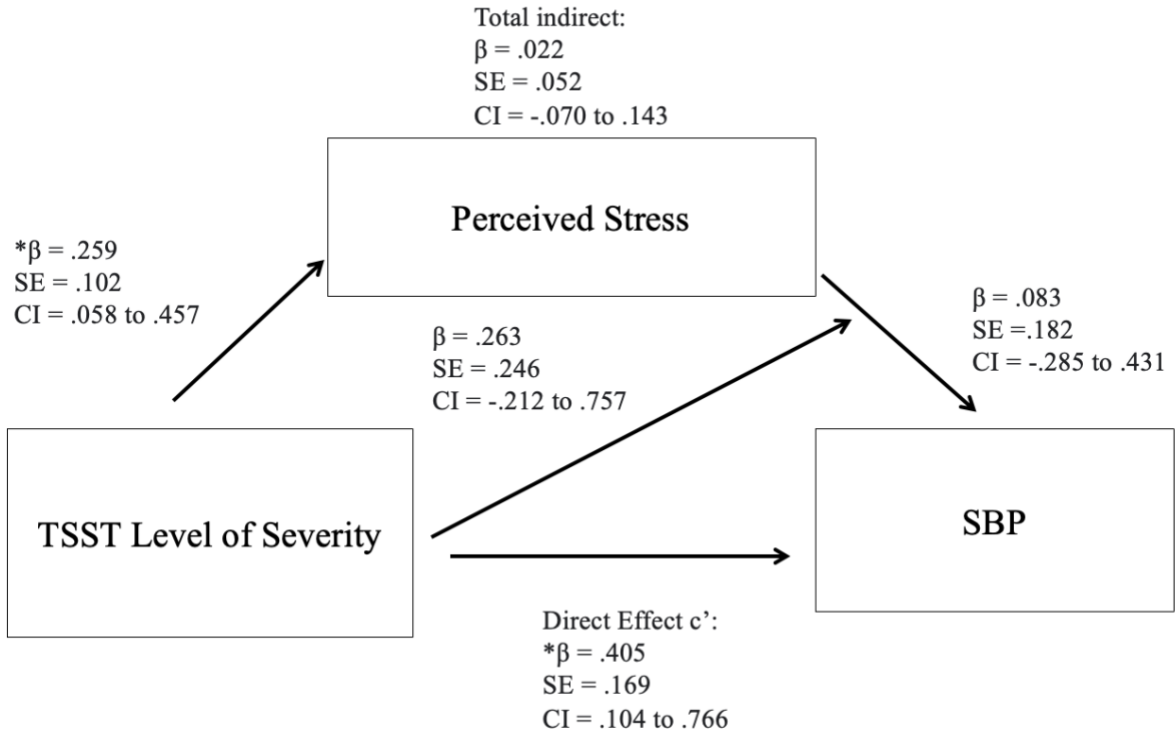 Total indirect:
β = .022
SE = .052
CI = -.070 to .143
Perceived Stress
*β = .259
SE = .102
CI = .058 to .457
β = .263
SE = .246
CI = -.212 to .757
β = .083
SE =.182
CI = -.285 to .431
TSST Level of Severity
SBP
Direct Effect c’:
*β = .405
SE = .169
CI = .104 to .766